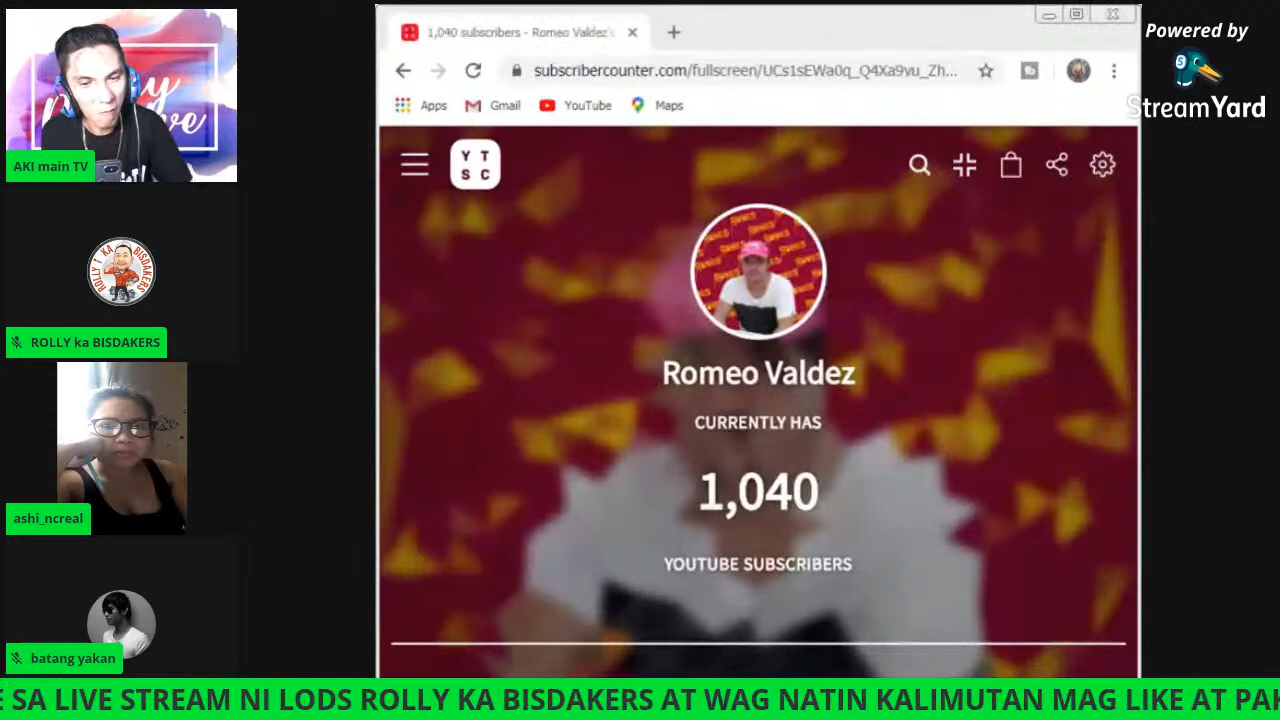 AKI main TV
ROLLY ka BISDAKERS
ashi_ncreal
batang yakan
1,040 subscribers - Romeo Valdez's
subscribercounter.com/fullscreen/UCs1sEWa0q_Q4Xa9vu_Zh...
Apps Gmail YouTube Maps
Y T
S C
Romeo Valdez
CURRENTLY HAS
1,040
YOUTUBE SUBSCRIBERS
Powered by
StreamYard
E SA LIVE STREAM NI LODS ROLLY KA BISDAKERS AT WAG NATIN KALIMUTAN MAG LIKE AT PAK